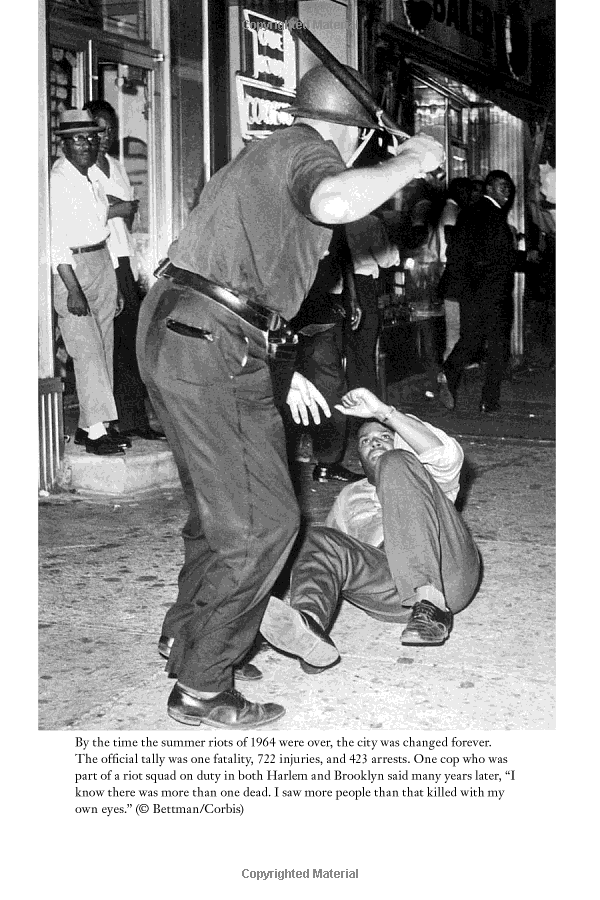 Copyrighted Material
By the time the summer riots of 1964 were over, the city was changed forever.
The official tally was one fatality, 722 injuries, and 423 arrests. One cop who was
part of a riot squad on duty in both Harlem and Brooklyn said many years later, “I
know there was more than one dead. I saw more people than that killed with my
own eyes.” (© Bettman/Corbis)
Copyrighted Material